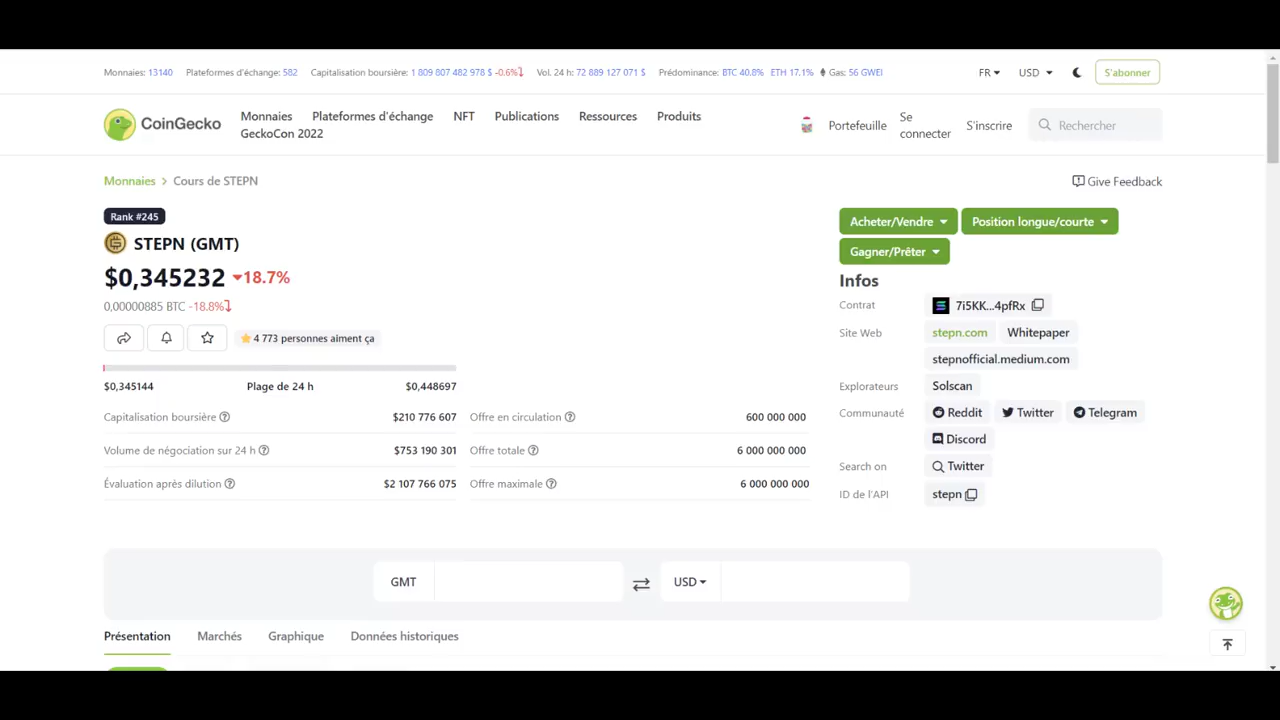 Monnaies: 13140 Plateformes d'échange: 582 Capitalisation boursière: 1 809 807 482 978 $ -0.6% Vol. 24 h: 72 889 127 071 $ Prédominance: BTC 40.8% ETH 17.1% Gas: 56 GWEI FR USD S'abonner
CoinGecko Monnaies Plateformes d'échange NFT Publications Ressources Produits
GeckoCon 2022
Portefeuille Se connecter S'inscrire Rechercher
Monnaies > Cours de STEPN Give Feedback
Rank #245
STEPN (GMT)
$0,345232 18.7%
0,00000885 BTC -18.8%
4 773 personnes aiment ça
$0,345144 Plage de 24 h $0,448697
Capitalisation boursière $210 776 607 Offre en circulation 600 000 000
Volume de négociation sur 24 h $753 190 301 Offre totale 6 000 000 000
Évaluation après dilution $2 107 766 075 Offre maximale 6 000 000 000
Acheter/Vendre Position longue/courte
Gagner/Prêter
Infos
Contrat 7i5KK...4pfRx
Site Web stepn.com Whitepaper
stepnofficial.medium.com
Explorateurs Solscan
Communauté Reddit Twitter Telegram
Discord
Search on Twitter
ID de l'API stepn
GMT USD
Présentation Marchés Graphique Données historiques